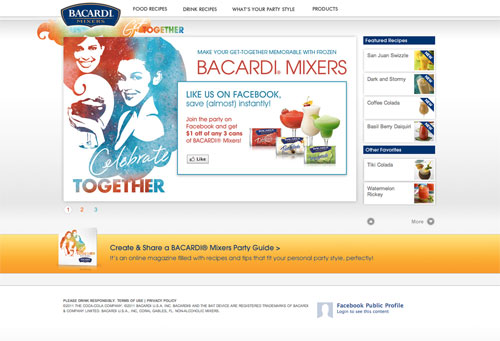 BACARDI
MIXERS
FOOD RECIPES
DRINK RECIPES
WHAT'S YOUR PARTY STYLE
PRODUCTS
TOGETHER
MAKE YOUR GET-TOGETHER MEMORABLE WITH FROZEN
BACARDI® MIXERS
LIKE US ON FACEBOOK,
save (almost) instantly!
Join the party on
Facebook and get
$1 off of any 3 cans
of BACARDI® Mixers!
Like
Celebrate
TOGETHER
1 2 3
Featured Recipes
San Juan Swizzle
Dark and Stormy
Coffee Colada
Basil Berry Daiquiri
Other Favorites
Tiki Colada
Watermelon
Rickey
More
Create & Share a BACARDI® Mixers Party Guide >
It's an online magazine filled with recipes and tips that fit your personal party style, perfectly!
PLEASE DRINK RESPONSIBLY. TERMS OF USE | PRIVACY POLICY
©2011 THE COCA-COLA COMPANY. ©2011 BACARDI U.S.A. INC. BACARDI® AND THE BAT DEVICE ARE REGISTERED TRADEMARKS OF BACARDI
& COMPANY LIMITED. BACARDI U.S.A., INC, CORAL GABLES, FL. NON-ALCOHOLIC MIXERS.
Facebook Public Profile
Login to see this content